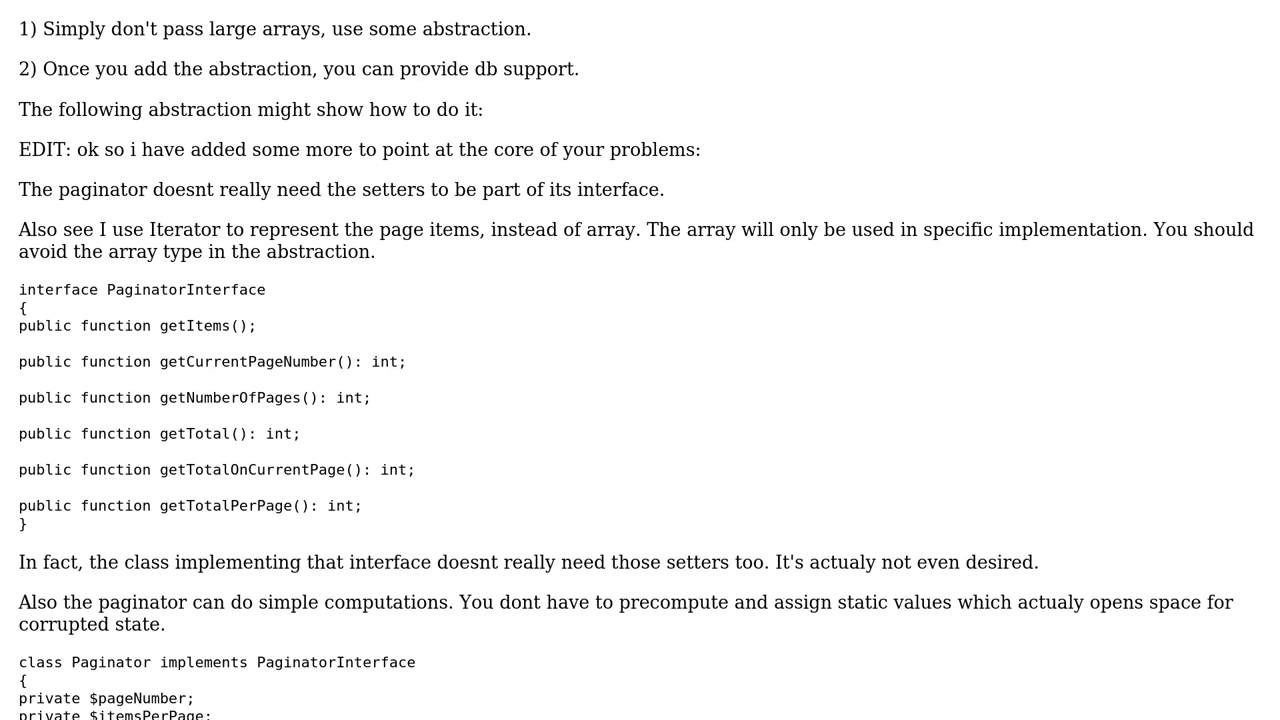 1) Simply don't pass large arrays, use some abstraction.
2) Once you add the abstraction, you can provide db support.
The following abstraction might show how to do it:
EDIT: ok so i have added some more to point at the core of your problems:
The paginator doesnt really need the setters to be part of its interface.
Also see I use Iterator to represent the page items, instead of array. The array will only be used in specific implementation. You should
avoid the array type in the abstraction.
interface PaginatorInterface
{
public function getItems();
public function getCurrentPageNumber(): int;
public function getNumberOfPages(): int;
public function getTotal(): int;
public function getTotalOnCurrentPage(): int;
public function getTotalPerPage(): int;
}
In fact, the class implementing that interface doesnt really need those setters too. It's actualy not even desired.
Also the paginator can do simple computations. You dont have to precompute and assign static values which actualy opens space for
corrupted state.
class Paginator implements PaginatorInterface
{
private $pageNumber;
private $itemsPerPage;